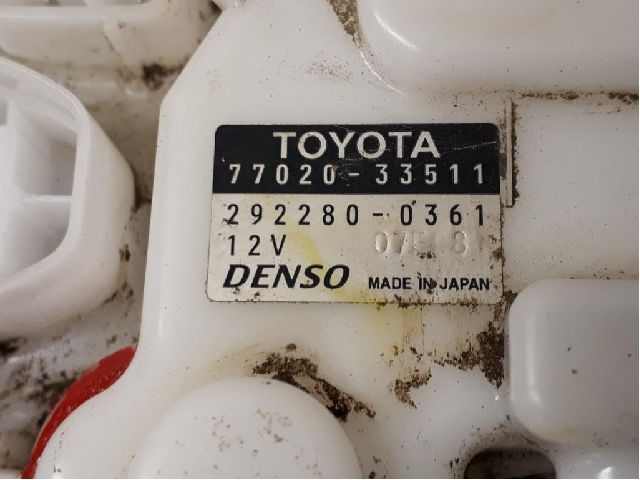 TOYOTA
77020-33511
292280-0361
12V
DENSO MADE IN JAPAN